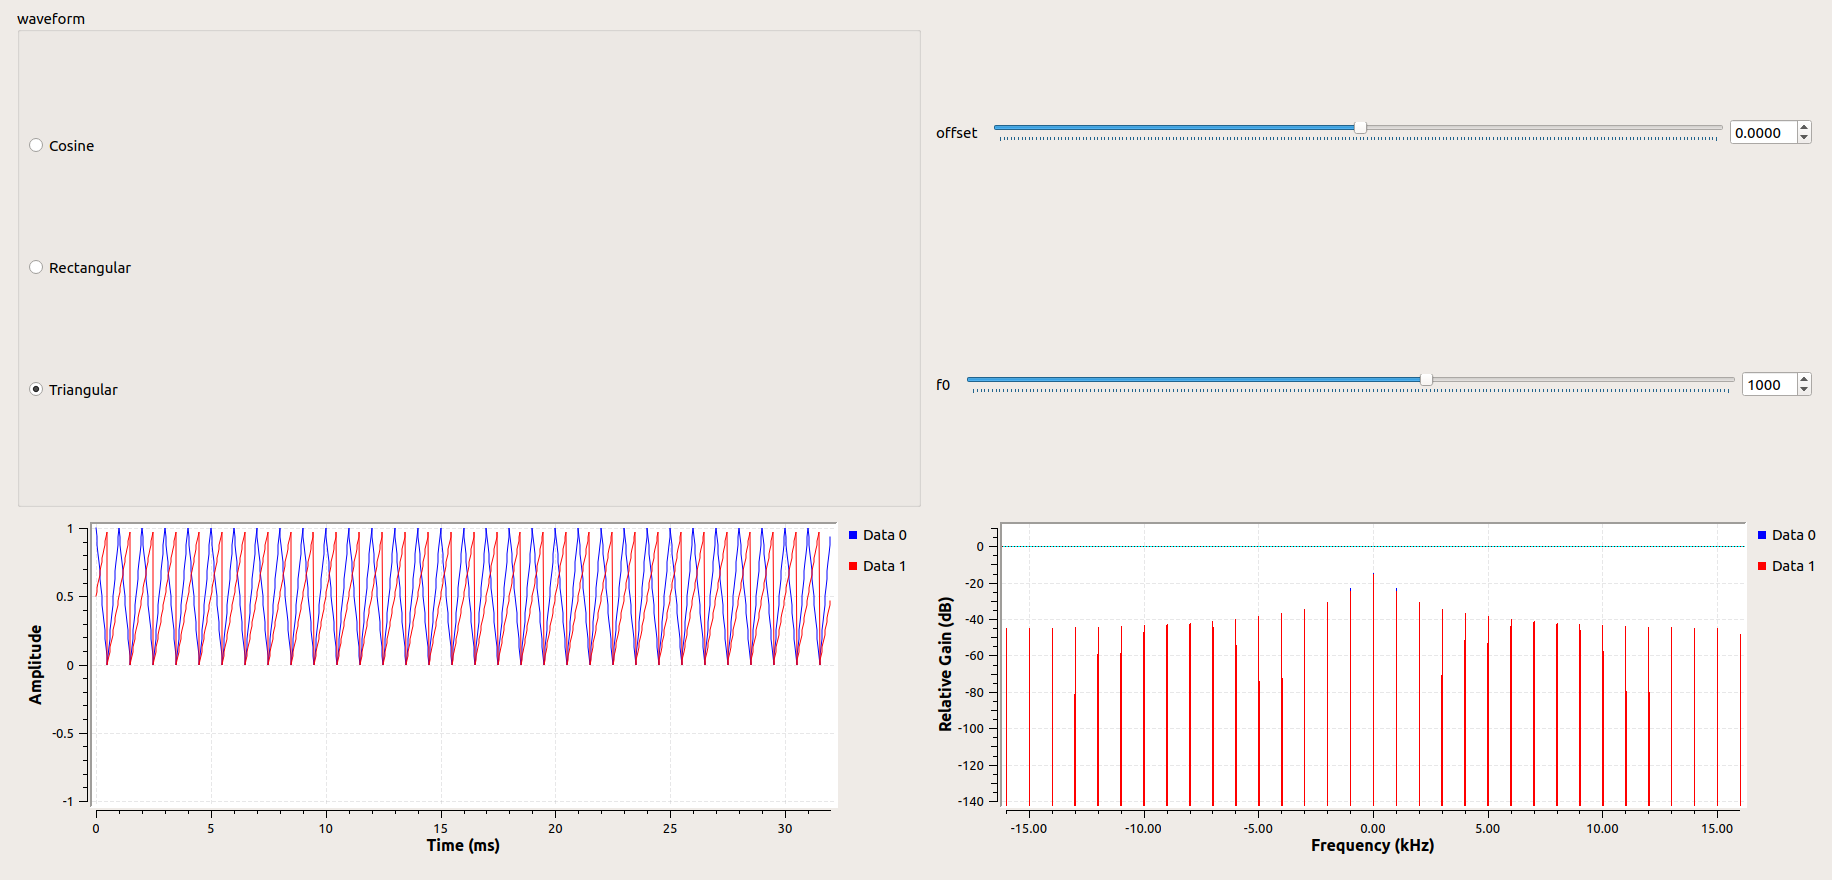 waveform
Cosine
Rectangular
Triangular
offset
0.0000
f0
1000
1
0.5
0
-0.5
-1
Amplitude
0
5
10
15
20
25
30
Time (ms)
Data 0
Data 1
0
-20
-40
-60
-80
-100
-120
-140
Relative Gain (dB)
-15.00
-10.00
-5.00
0.00
5.00
10.00
15.00
Frequency (kHz)
Data 0
Data 1